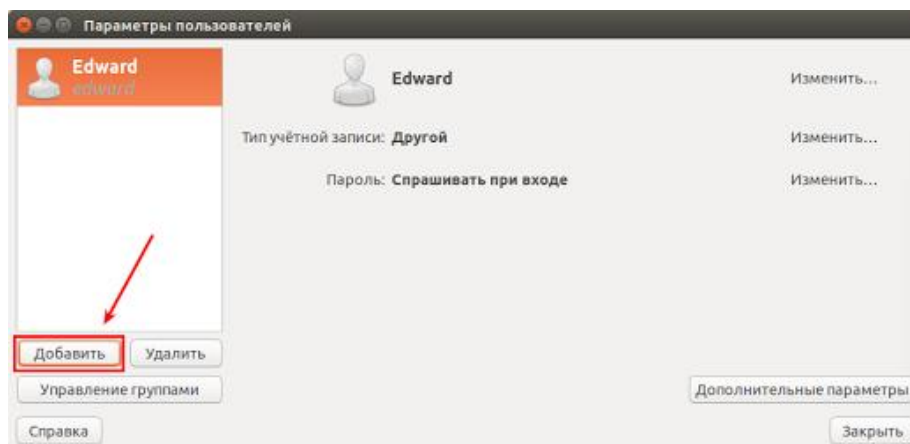 Параметры пользователей
Edward
edward
Edward
Изменить...
Тип учётной записи: Другой
Изменить...
Пароль: Спрашивать при входе
Изменить...
Добавить
Удалить
Управление группами
Дополнительные параметры
Справка
Закрыть